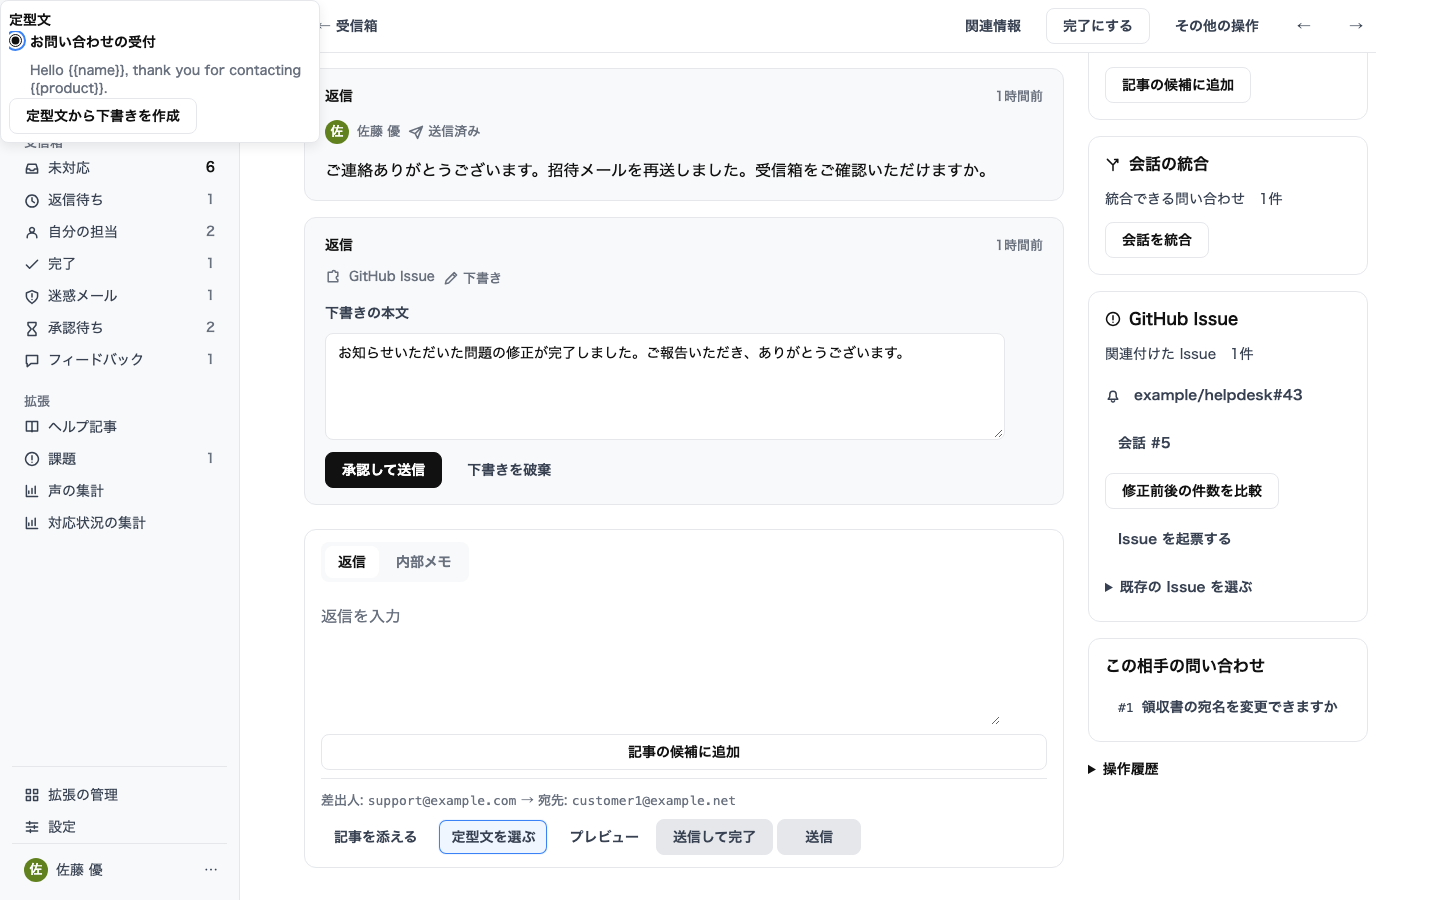 定型文
お問い合わせの受付
Hello {{name}}, thank you for contacting
{{product}}.
定型文から下書きを作成
未対応 6
返信待ち 1
自分の担当 2
完了 1
迷惑メール 1
承認待ち 2
フィードバック 1
拡張
ヘルプ記事
課題 1
声の集計
対応状況の集計
拡張の管理
設定
佐 佐藤 優 ···
← 受信箱
関連情報 完了にする その他の操作 ← →
返信 1時間前
佐 佐藤 優 送信済み
ご連絡ありがとうございます。招待メールを再送しました。受信箱をご確認いただけますか。
返信 1時間前
GitHub Issue 下書き
下書きの本文
お知らせいただいた問題の修正が完了しました。ご報告いただき、ありがとうございます。
承認して送信 下書きを破棄
返信 内部メモ
返信を入力
記事の候補に追加
差出人: support@example.com → 宛先: customer1@example.net
記事を添える 定型文を選ぶ プレビュー 送信して完了 送信
記事の候補に追加
会話の統合
統合できる問い合わせ 1件
会話を統合
GitHub Issue
関連付けた Issue 1件
example/helpdesk#43
会話 #5
修正前後の件数を比較
Issue を起票する
▶ 既存の Issue を選ぶ
この相手の問い合わせ
#1 領収書の宛名を変更できますか
▶ 操作履歴